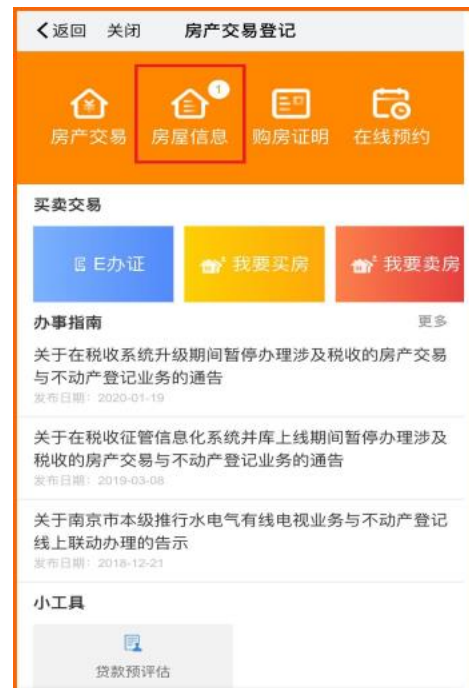 返回 关闭 房产交易登记
1
房产交易 房屋信息 购房证明 在线预约
买卖交易
E办证 我要买房 我要卖房
办事指南 更多
关于在税收系统升级期间暂停办理涉及税收的房产交易
与不动产登记业务的通告
发布日期：2020-01-19
关于在税收征管信息化系统并库上线期间暂停办理涉及
税收的房产交易与不动产登记业务的通告
发布日期：2019-03-08
关于南京市本级推行水电气有线电视业务与不动产登记
线上联动办理的告示
发布日期：2018-12-21
小工具
贷款预评估